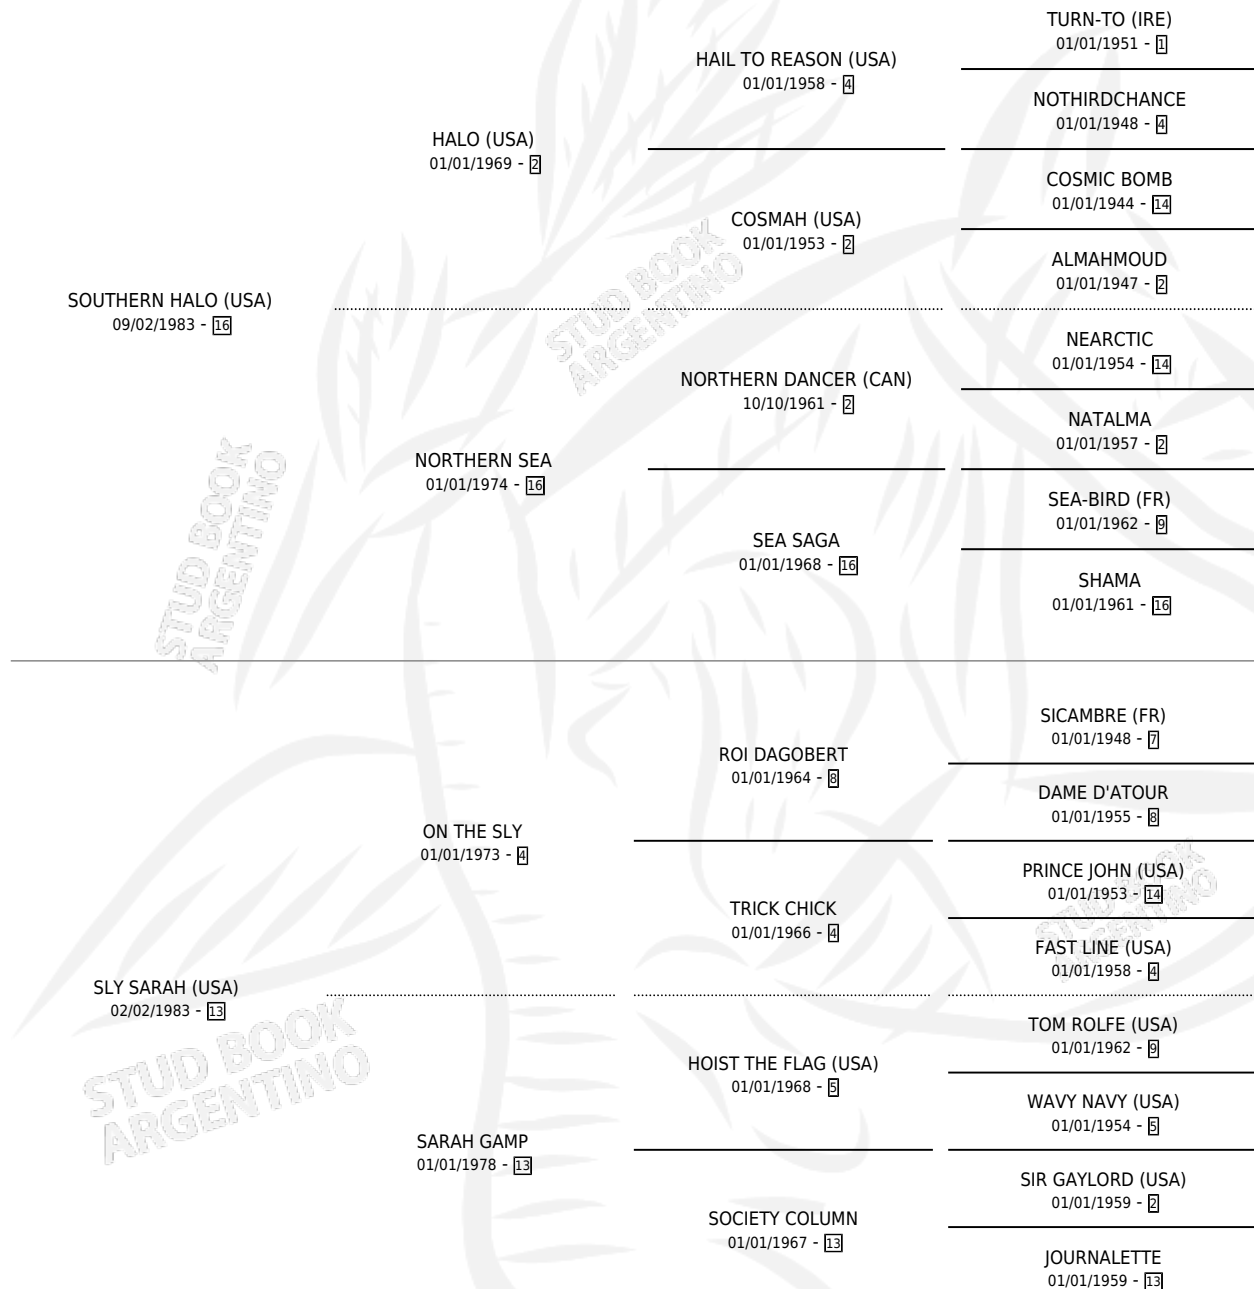 TURN-TO (IRE)
01/01/1951 - 1
HAIL TO REASON (USA)
01/01/1958 - 4
NOTHIRDCHANCE
01/01/1948 - 4
HALO (USA)
01/01/1969 - 2
COSMIC BOMB
01/01/1944 - 14
COSMAH (USA)
01/01/1953 - 2
ALMAHMOUD
01/01/1947 - 2
SOUTHERN HALO (USA)
09/02/1983 - 16
NEARCTIC
01/01/1954 - 14
NORTHERN DANCER (CAN)
10/10/1961 - 2
NATALMA
01/01/1957 - 2
NORTHERN SEA
01/01/1974 - 16
SEA-BIRD (FR)
01/01/1962 - 9
SEA SAGA
01/01/1968 - 16
SHAMA
01/01/1961 - 16
SICAMBRE (FR)
01/01/1948 - 7
ROI DAGOBERT
01/01/1964 - 8
DAME D'ATOUR
01/01/1955 - 8
ON THE SLY
01/01/1973 - 4
PRINCE JOHN (USA)
01/01/1953 - 14
TRICK CHICK
01/01/1966 - 4
FAST LINE (USA)
01/01/1958 - 4
SLY SARAH (USA)
02/02/1983 - 13
TOM ROLFE (USA)
01/01/1962 - 9
HOIST THE FLAG (USA)
01/01/1968 - 5
WAVY NAVY (USA)
01/01/1954 - 5
SARAH GAMP
01/01/1978 - 13
SIR GAYLORD (USA)
01/01/1959 - 2
SOCIETY COLUMN
01/01/1967 - 13
JOURNALETTE
01/01/1959 - 13
STUD BOOK
ARGENTINO
STUD BOOK
ARGENTINO
STUD BOOK
ARGENTINO
STUD BOOK
ARGENTINO